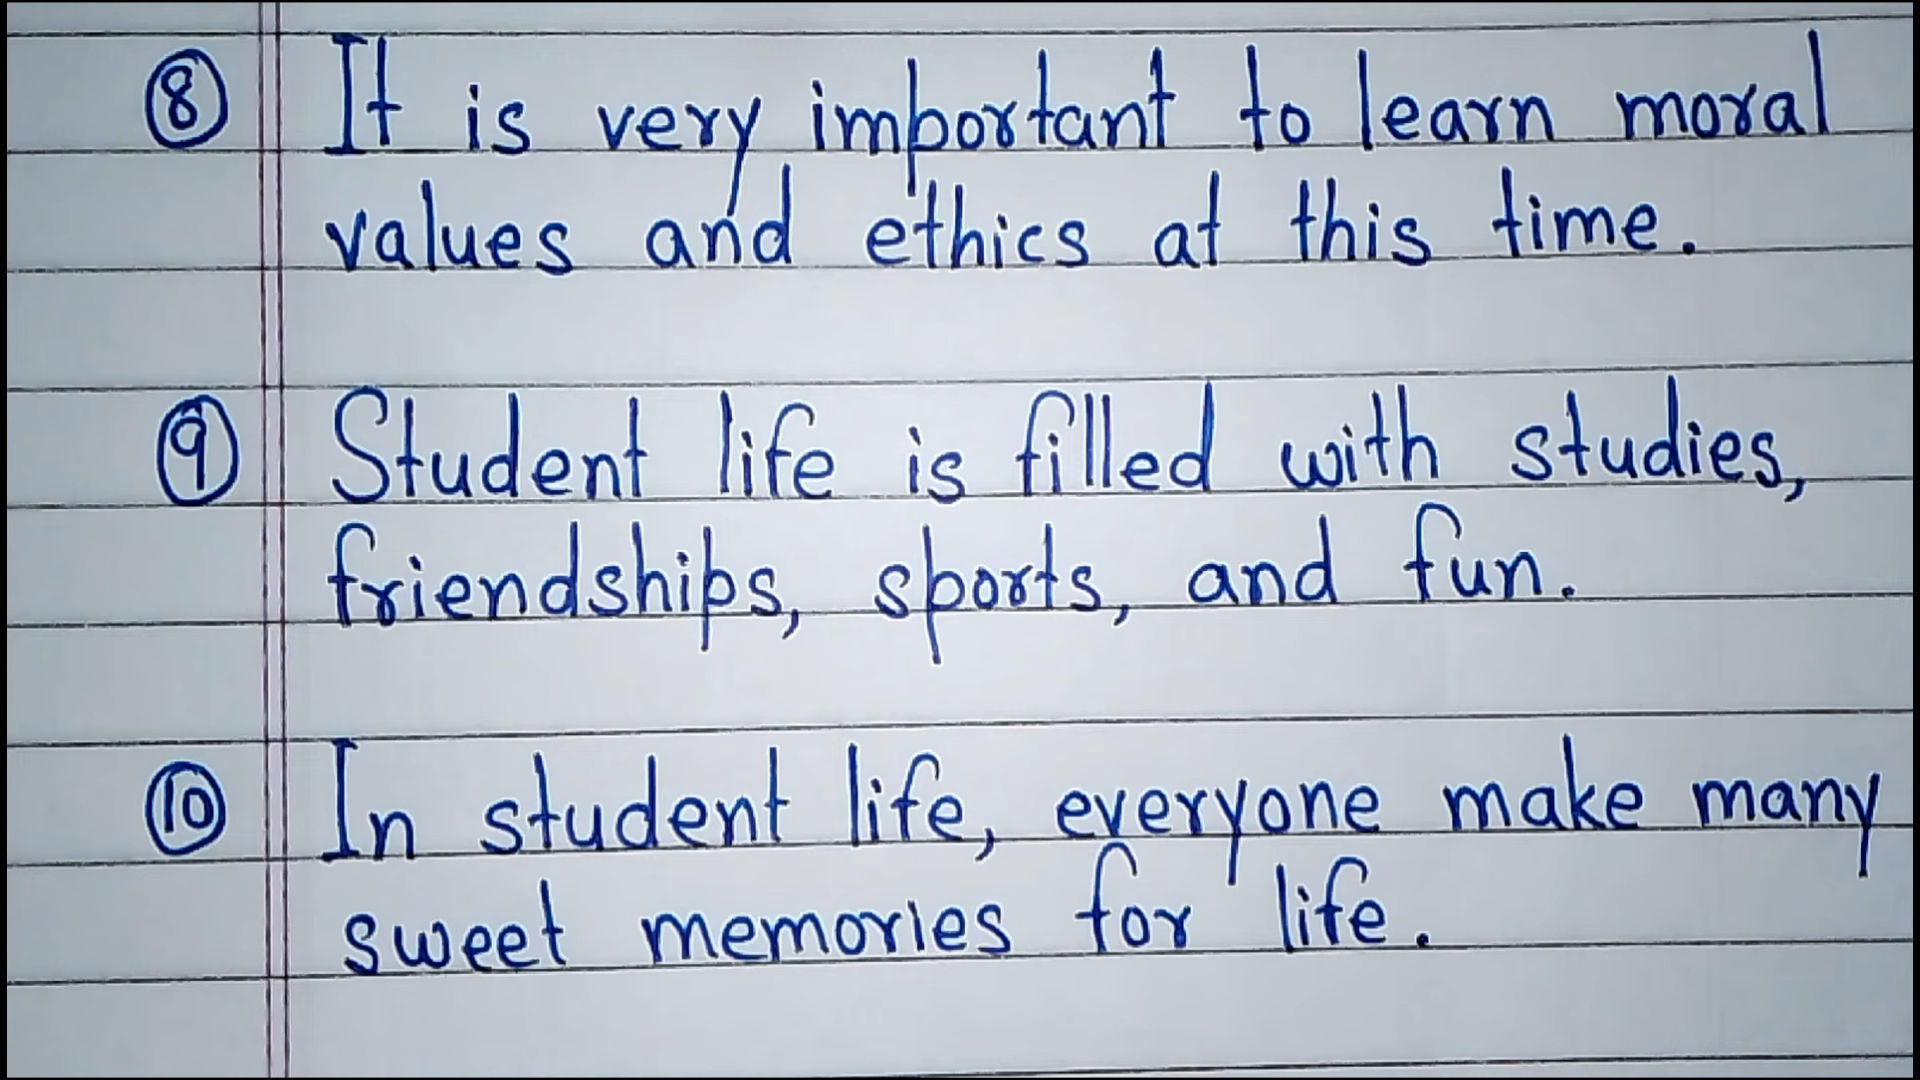 ⑧ It is very important to learn moral
values and ethics at this time.
⑨ Student life is filled with studies,
friendships, sports, and fun.
⑩ In student life, everyone make many
sweet memories for life.